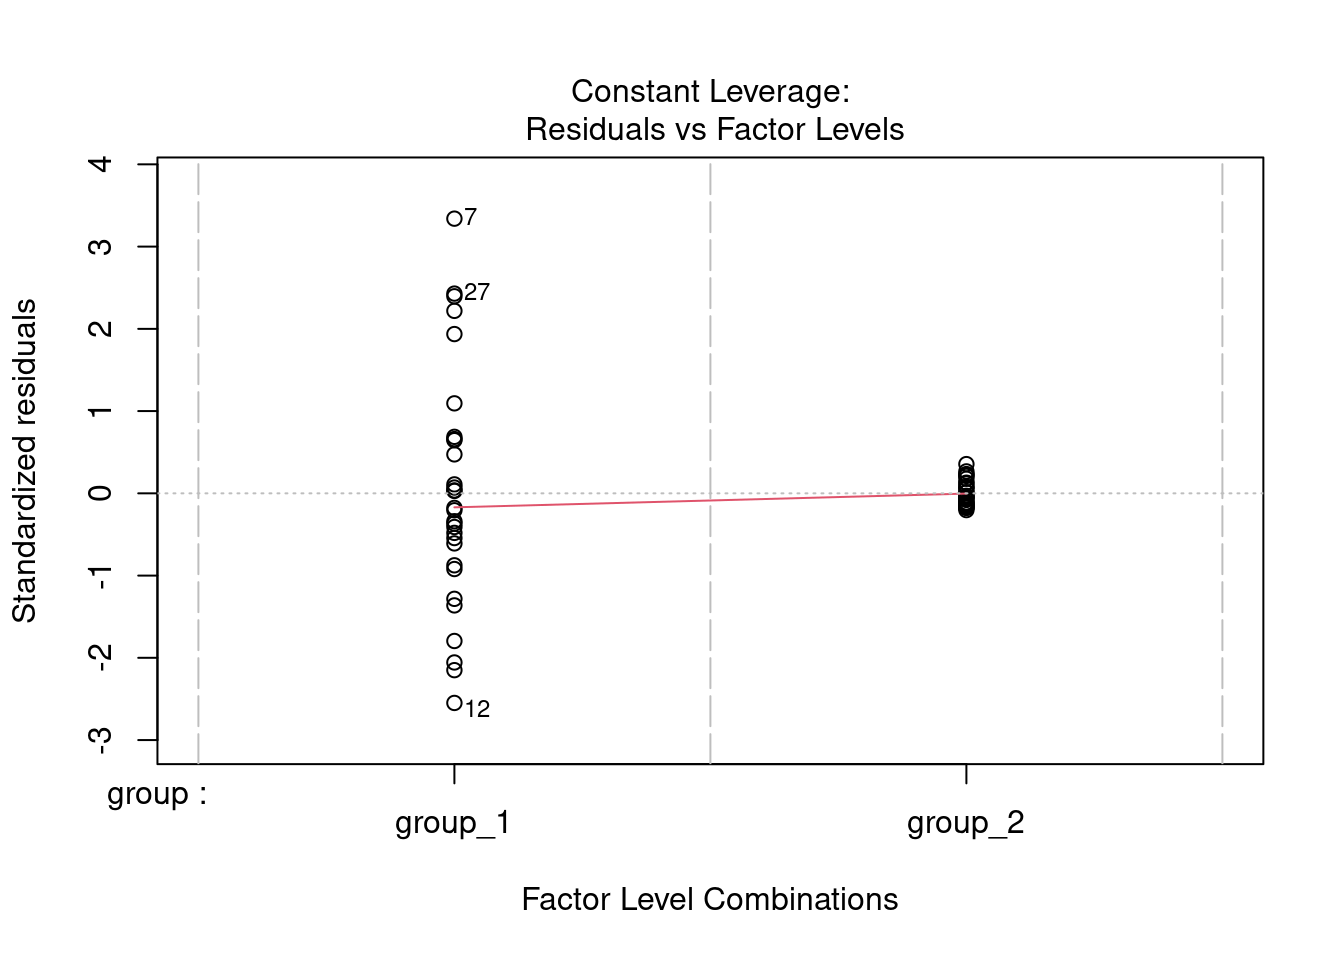 Constant Leverage:
Residuals vs Factor Levels
Standardized residuals
4
3
2
1
0
-1
-2
-3
7
27
12
group :
group_1
group_2
Factor Level Combinations